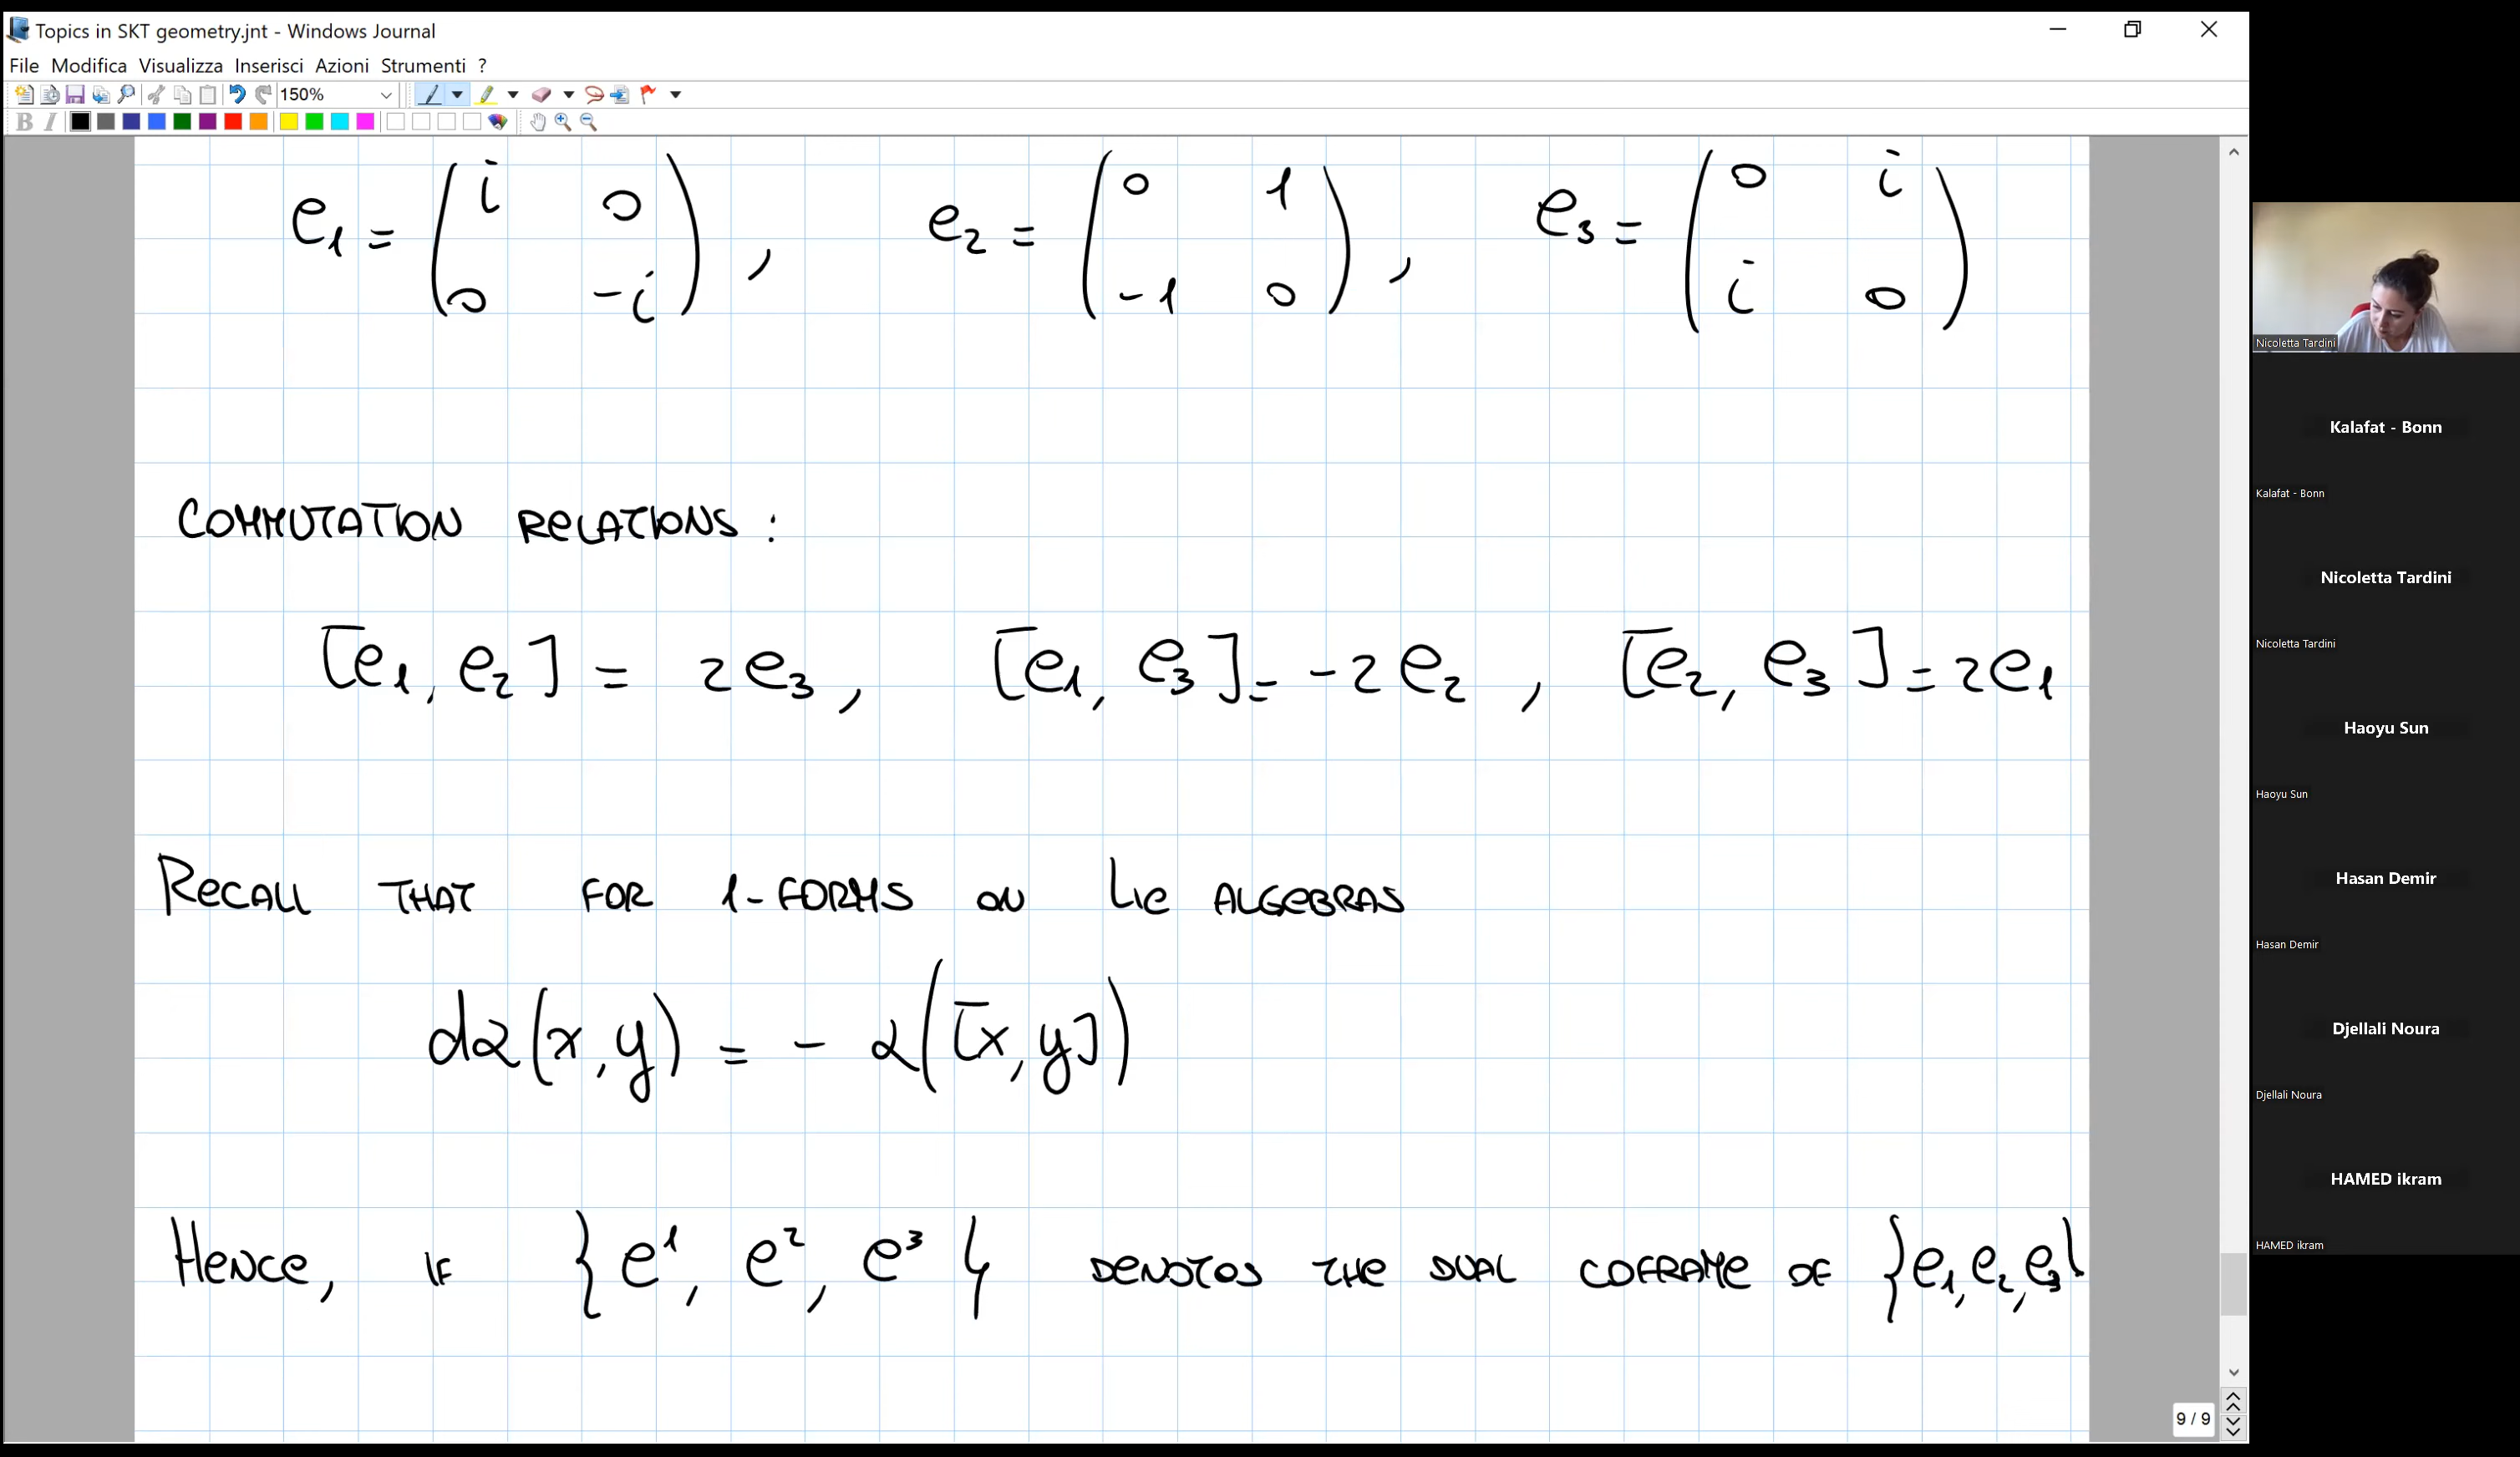 Topics in SKT geometry.jnt - Windows Journal
File Modifica Visualizza Inserisci Azioni Strumenti ?
150%
B I
e₁ = ( i 0 ; 0 -i ) , e₂ = ( 0 1 ; -1 0 ) , e₃ = ( 0 i ; i 0 )
COMMUTATION RELATIONS :
[e₁, e₂] = 2e₃ , [e₁, e₃] = -2e₂ , [e₂, e₃] = 2e₁
RECALL THAT FOR 1-FORMS ON LIE ALGEBRAS
dα(x,y) = - α([x,y])
HENCE, IF {e¹, e², e³} DENOTES THE DUAL COFRAME OF {e₁, e₂, e₃}
9 / 9
Nicoletta Tardini
Kalafat - Bonn
Kalafat - Bonn
Nicoletta Tardini
Nicoletta Tardini
Haoyu Sun
Haoyu Sun
Hasan Demir
Hasan Demir
Djellali Noura
Djellali Noura
HAMED ikram
HAMED ikram